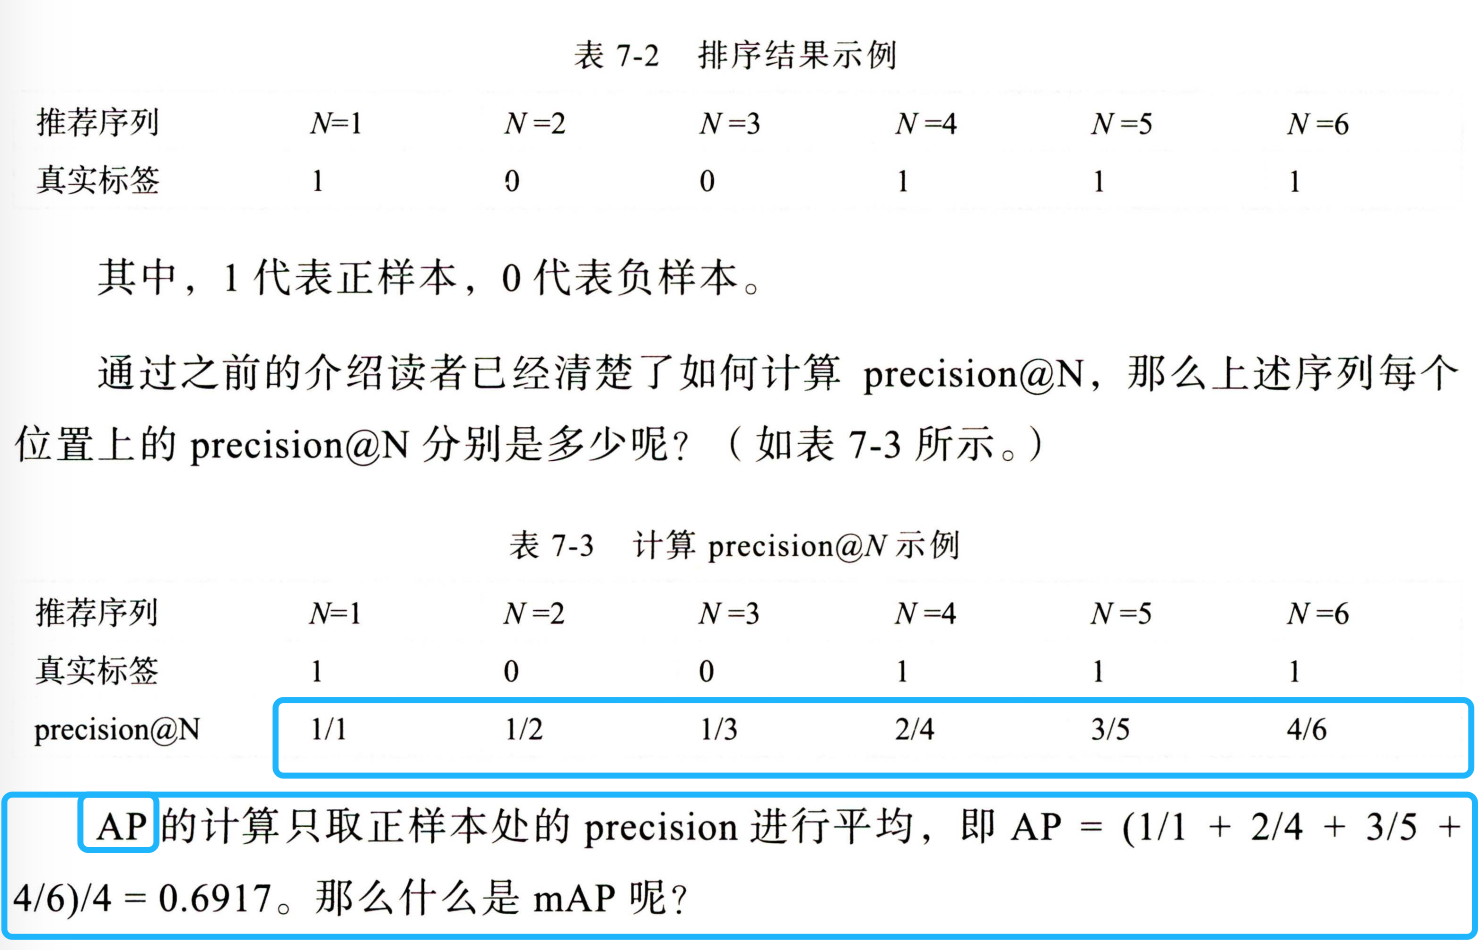 表 7-2 排序结果示例
推荐序列 N=1 N=2 N=3 N=4 N=5 N=6
真实标签 1 0 0 1 1 1
其中，1 代表正样本，0 代表负样本。
通过之前的介绍读者已经清楚了如何计算 precision@N，那么上述序列每个
位置上的 precision@N 分别是多少呢？（如表 7-3 所示。）
表 7-3 计算 precision@N 示例
推荐序列 N=1 N=2 N=3 N=4 N=5 N=6
真实标签 1 0 0 1 1 1
precision@N 1/1 1/2 1/3 2/4 3/5 4/6
AP 的计算只取正样本处的 precision 进行平均，即 AP = (1/1 + 2/4 + 3/5 +
4/6)/4 = 0.6917。那么什么是 mAP 呢？